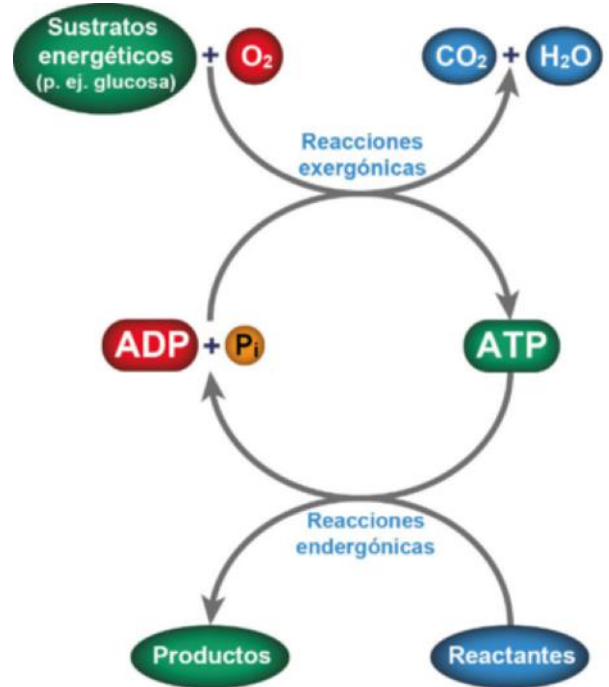 Sustratos
energéticos
(p. ej. glucosa)
+
O₂
CO₂
+
H₂O
Reacciones
exergónicas
ADP
+
Pᵢ
ATP
Reacciones
endergónicas
Productos
Reactantes